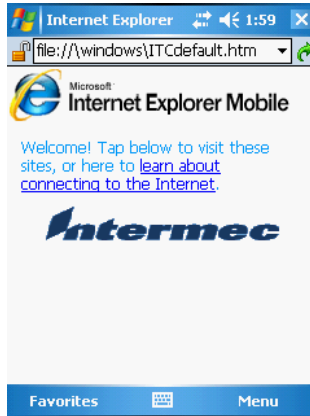 Internet Explorer 1:59
file://\windows\ITCdefault.htm
Microsoft
Internet Explorer Mobile
Welcome! Tap below to visit these
sites, or here to learn about
connecting to the Internet.
Intermec
Favorites Menu